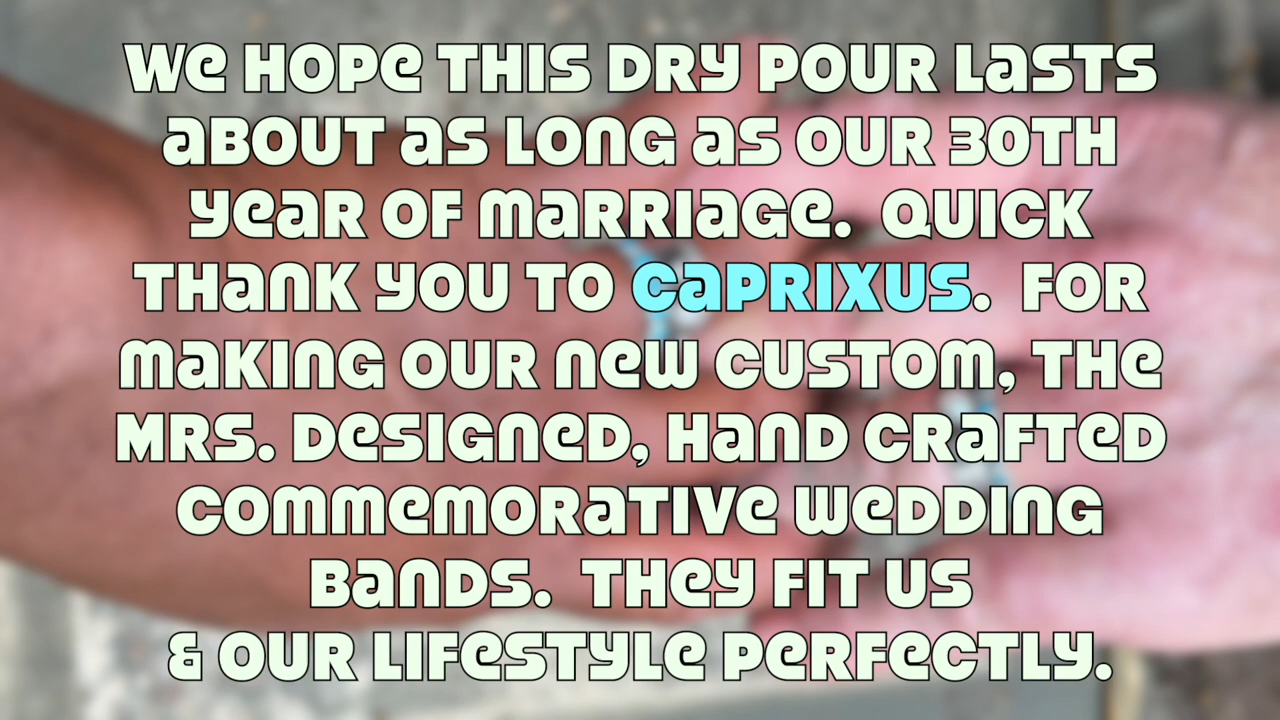 We HOPE THIS DRY POUR LaSTS
aBOUT aS LONG aS OUR 30TH
YeaR OF MaRRIaGe.  QUICK
THaNK YOU TO CaPRIXUS.  FOR
MaKING OUR NeW CUSTOM, THe
MRS. DeSIGNeD, HaND CRaFTeD
COMMeMORaTIVe WeDDING
BaNDS.  THeY FIT US
& OUR LIFeSTYLe PeRFeCTLY.